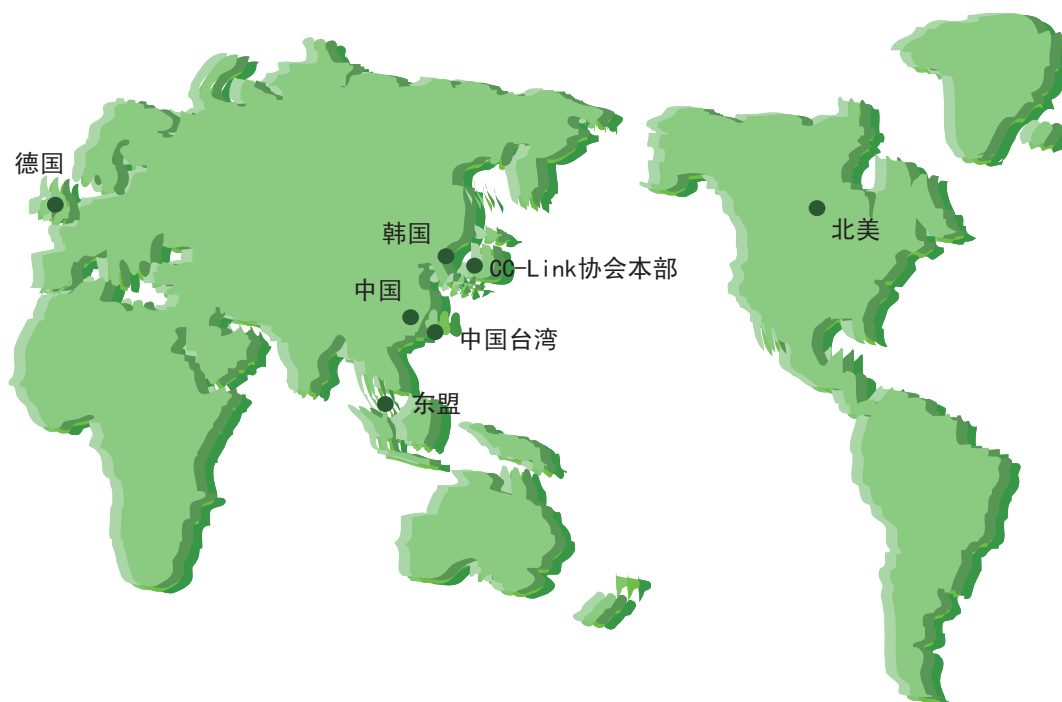 德国
北美
韩国
CC-Link协会本部
中国
中国台湾
东盟